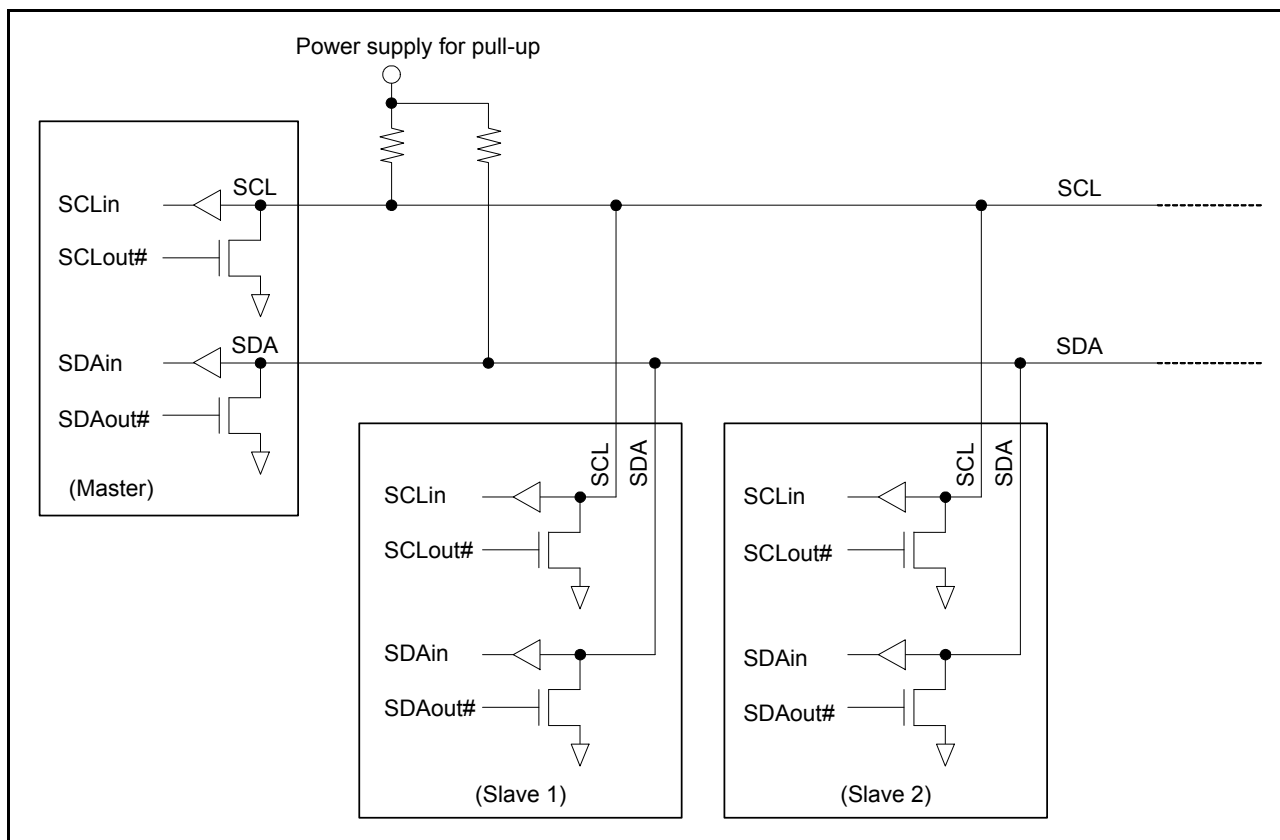 Power supply for pull-up
SCL
SCL
SCLin
SCLout#
SDA
SDA
SDAin
SDAout#
(Master)
SCL
SDA
SCLin
SCLout#
SDAin
SDAout#
(Slave 1)
SCL
SDA
SCLin
SCLout#
SDAin
SDAout#
(Slave 2)